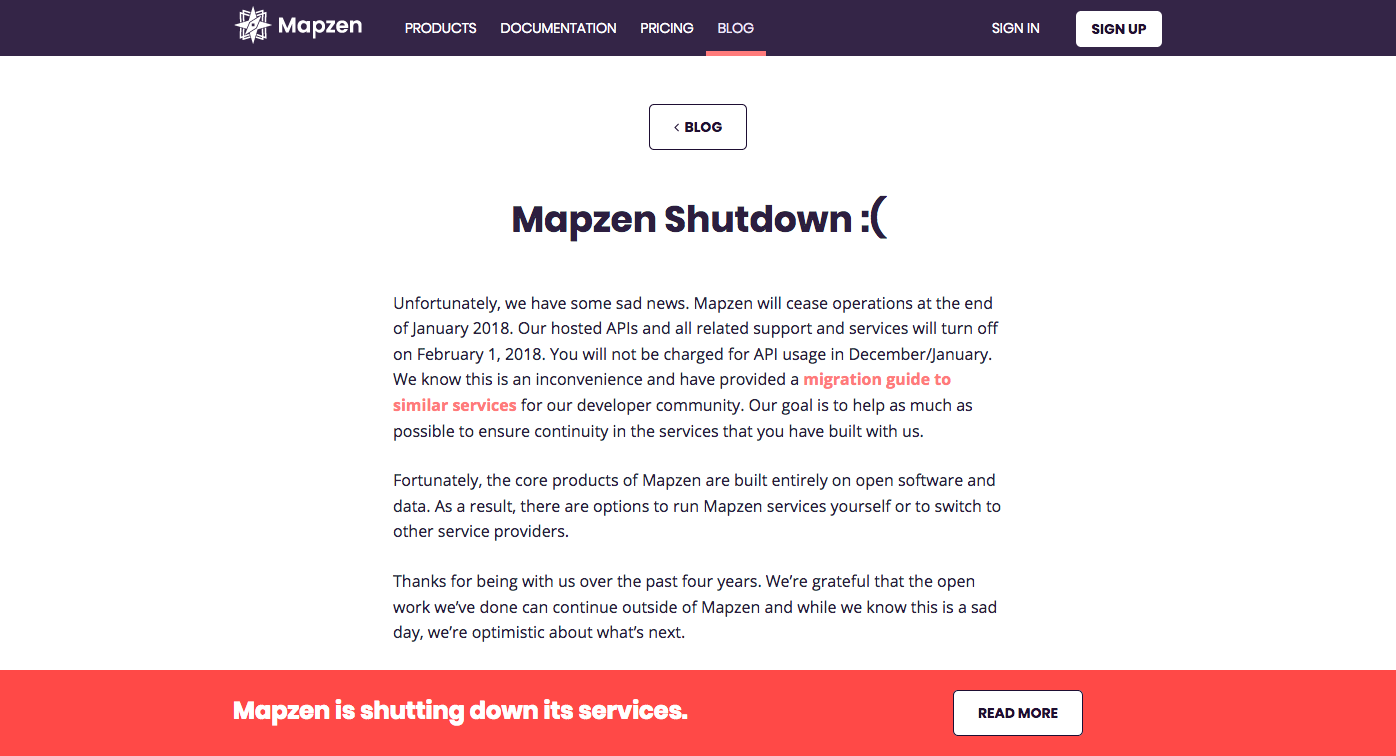 Mapzen
PRODUCTS
DOCUMENTATION
PRICING
BLOG
SIGN IN
SIGN UP
< BLOG
Mapzen Shutdown :(
Unfortunately, we have some sad news. Mapzen will cease operations at the end
of January 2018. Our hosted APIs and all related support and services will turn off
on February 1, 2018. You will not be charged for API usage in December/January.
We know this is an inconvenience and have provided a migration guide to
similar services for our developer community. Our goal is to help as much as
possible to ensure continuity in the services that you have built with us.
Fortunately, the core products of Mapzen are built entirely on open software and
data. As a result, there are options to run Mapzen services yourself or to switch to
other service providers.
Thanks for being with us over the past four years. We’re grateful that the open
work we’ve done can continue outside of Mapzen and while we know this is a sad
day, we’re optimistic about what’s next.
Mapzen is shutting down its services.
READ MORE